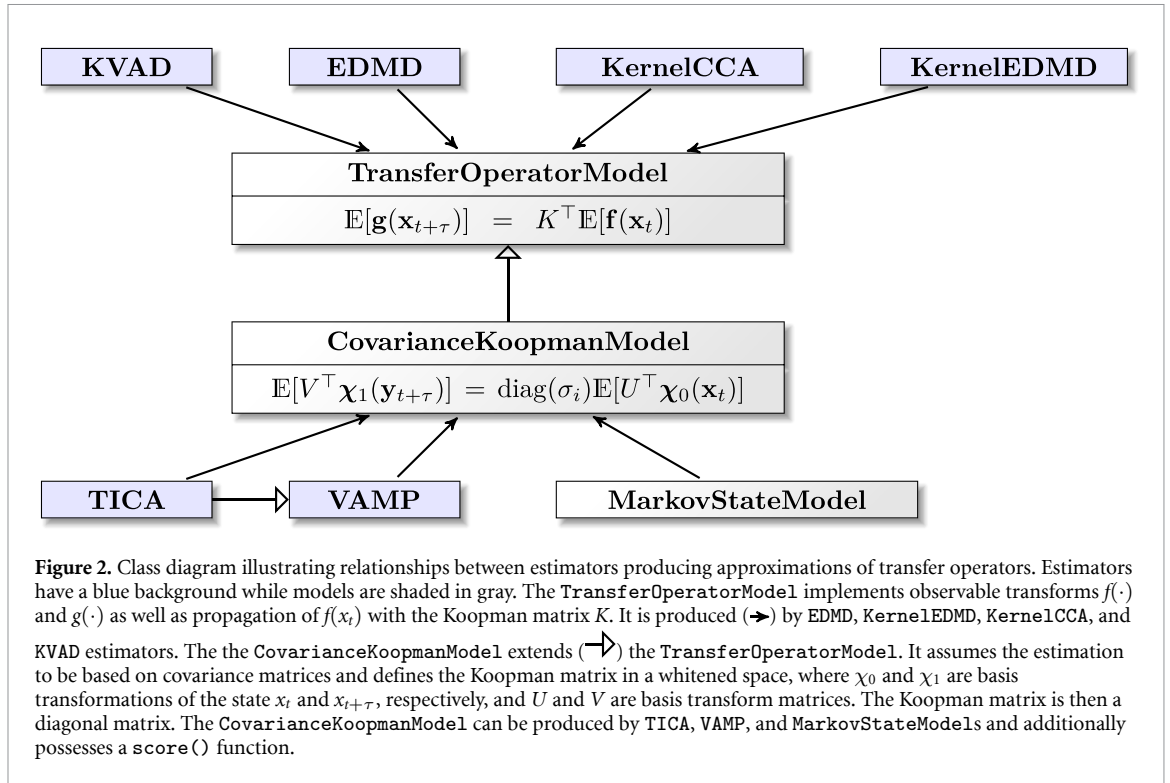 KVAD EDMD KernelCCA KernelEDMD
TransferOperatorModel
𝔼[g(x_{t+τ})] = K^⊤𝔼[f(x_t)]
CovarianceKoopmanModel
𝔼[V^⊤χ_1(y_{t+τ})] = diag(σ_i)𝔼[U^⊤χ_0(x_t)]
TICA VAMP MarkovStateModel
Figure 2. Class diagram illustrating relationships between estimators producing approximations of transfer operators. Estimators
have a blue background while models are shaded in gray. The TransferOperatorModel implements observable transforms f(·)
and g(·) as well as propagation of f(x_t) with the Koopman matrix K. It is produced (➔) by EDMD, KernelEDMD, KernelCCA, and
KVAD estimators. The the CovarianceKoopmanModel extends (—▷) the TransferOperatorModel. It assumes the estimation
to be based on covariance matrices and defines the Koopman matrix in a whitened space, where χ_0 and χ_1 are basis
transformations of the state x_t and x_{t+τ}, respectively, and U and V are basis transform matrices. The Koopman matrix is then a
diagonal matrix. The CovarianceKoopmanModel can be produced by TICA, VAMP, and MarkovStateModels and additionally
possesses a score() function.